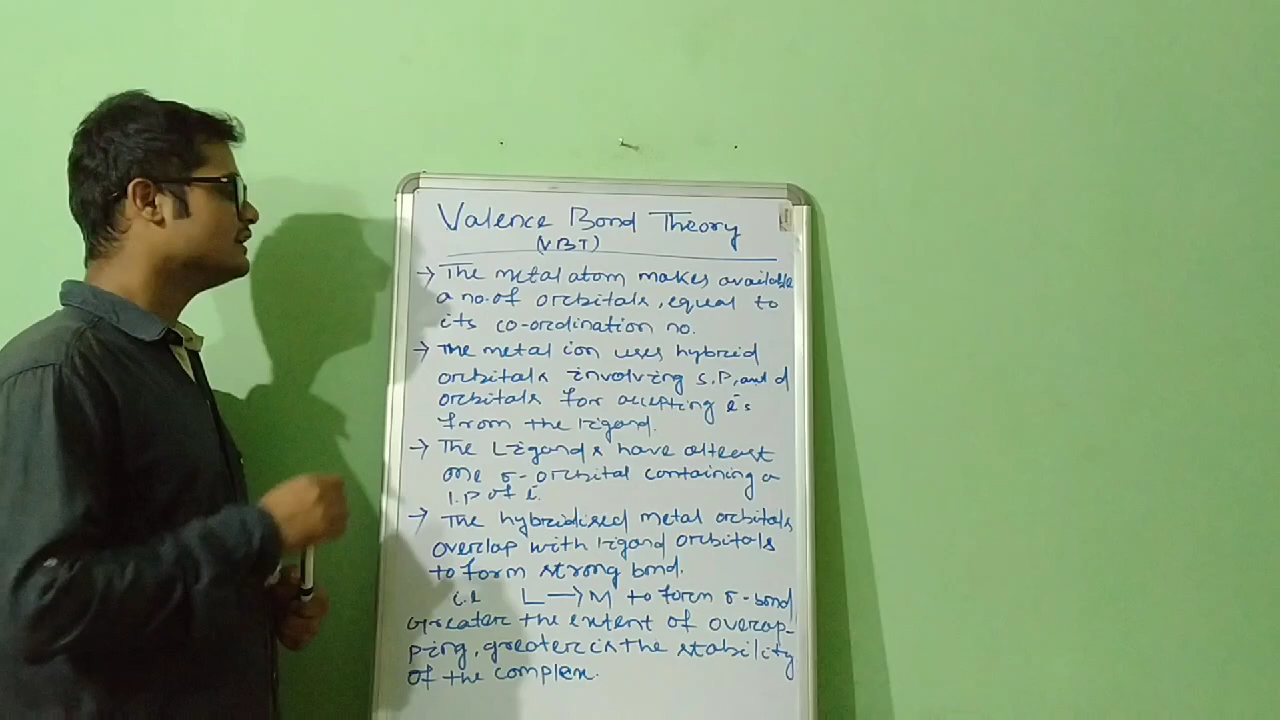 Valence Bond Theory
(VBT)
→ The metal atom makes available
a no. of orbitals, equal to
its co-ordination no.
→ The metal ion uses hybrid
orbitals involving s, P, and d
orbitals for accepting ēs
from the ligand.
→ The Ligands have atleast
one σ-orbital containing a
l.p of ē.
→ The hybridised metal orbitals
overlap with ligand orbitals
to form strong bond.
i.e L → M to form σ-bond
Greater the extent of overlap-
ping, greater is the stability
of the complex.